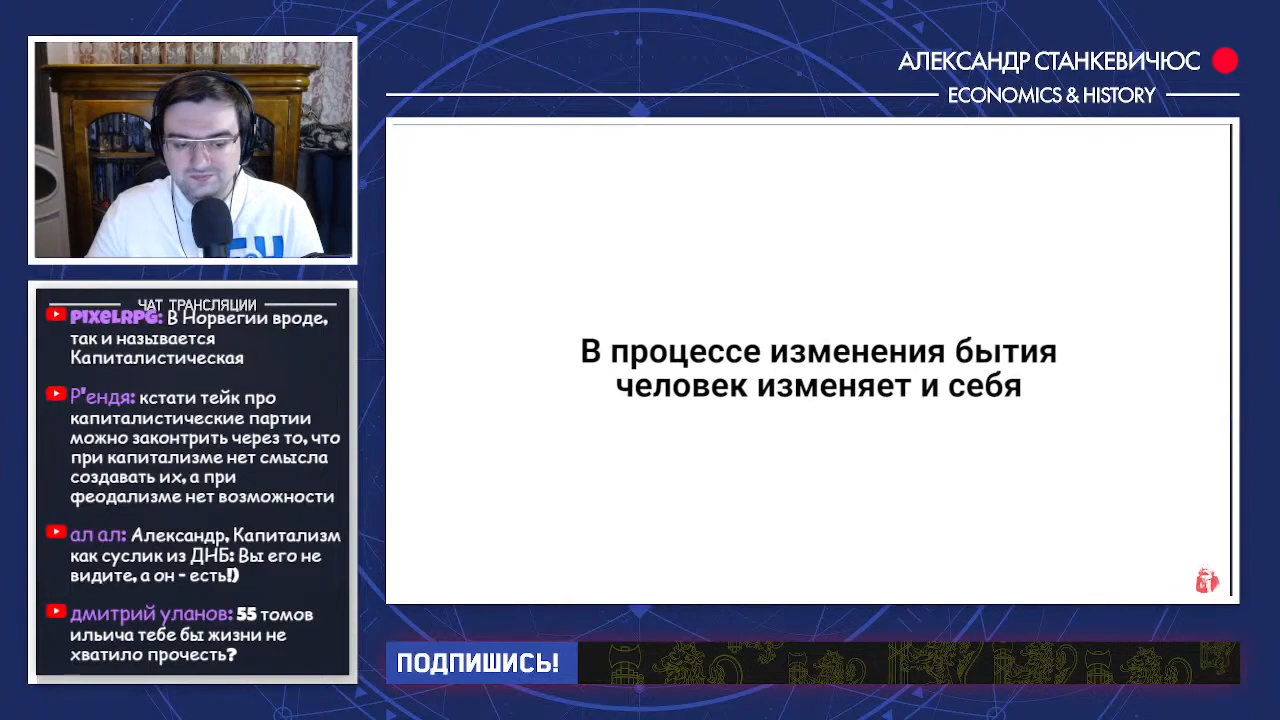 АЛЕКСАНДР СТАНКЕВИЧЮС
ECONOMICS & HISTORY
ЧАТ ТРАНСЛЯЦИИ
PIXELRPG: В Норвегии вроде,
так и называется
Капиталистическая
Р'ендя: кстати тейк про
капиталистические партии
можно законтрить через то, что
при капитализме нет смысла
создавать их, а при
феодализме нет возможности
ал ал: Александр, Капитализм
как суслик из ДНБ: Вы его не
видите, а он - есть!)
дмитрий уланов: 55 томов
ильича тебе бы жизни не
хватило прочесть?
В процессе изменения бытия
человек изменяет и себя
ПОДПИШИСЬ!